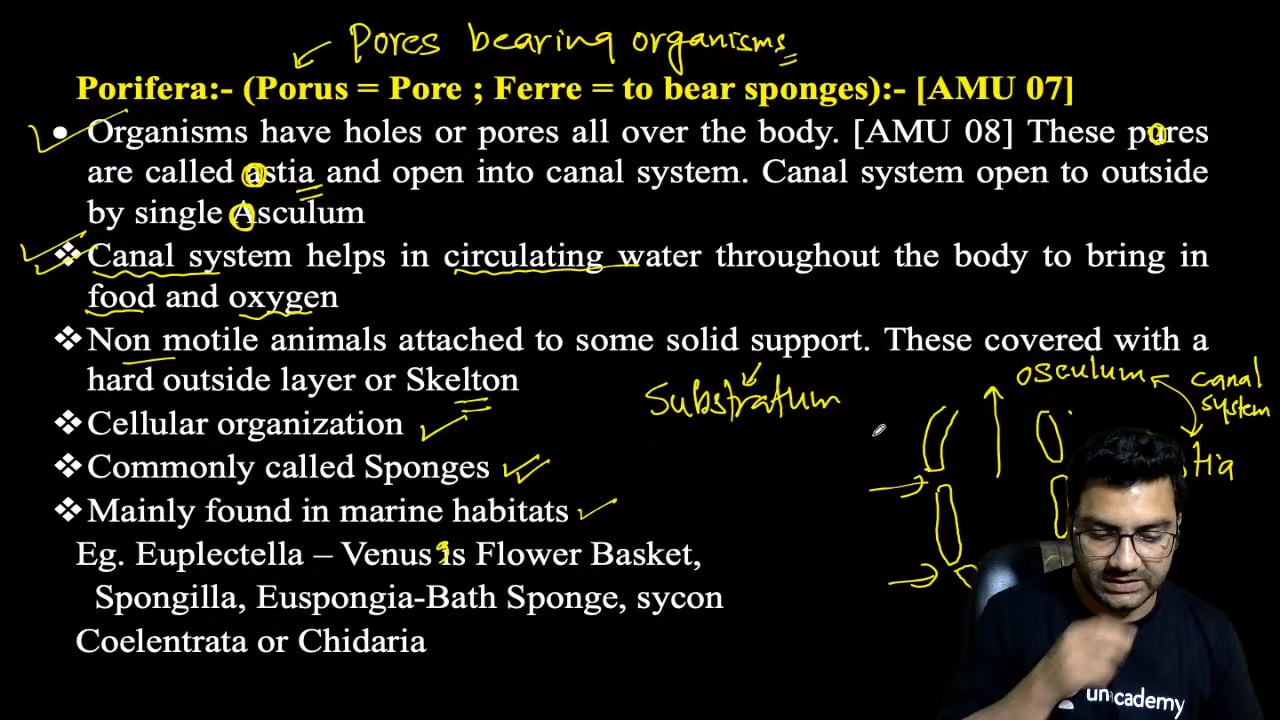 Pores bearing organisms
Porifera:- (Porus = Pore ; Ferre = to bear sponges):- [AMU 07]
• Organisms have holes or pores all over the body. [AMU 08] These pores
are called ostia and open into canal system. Canal system open to outside
by single Osculum
❖ Canal system helps in circulating water throughout the body to bring in
food and oxygen
❖ Non motile animals attached to some solid support. These covered with a
hard outside layer or Skelton
Substratum
osculum
canal
system
❖ Cellular organization
❖ Commonly called Sponges
tia
❖ Mainly found in marine habitats
Eg. Euplectella – Venus's Flower Basket,
Spongilla, Euspongia-Bath Sponge, sycon
Coelentrata or Chidaria
unacademy